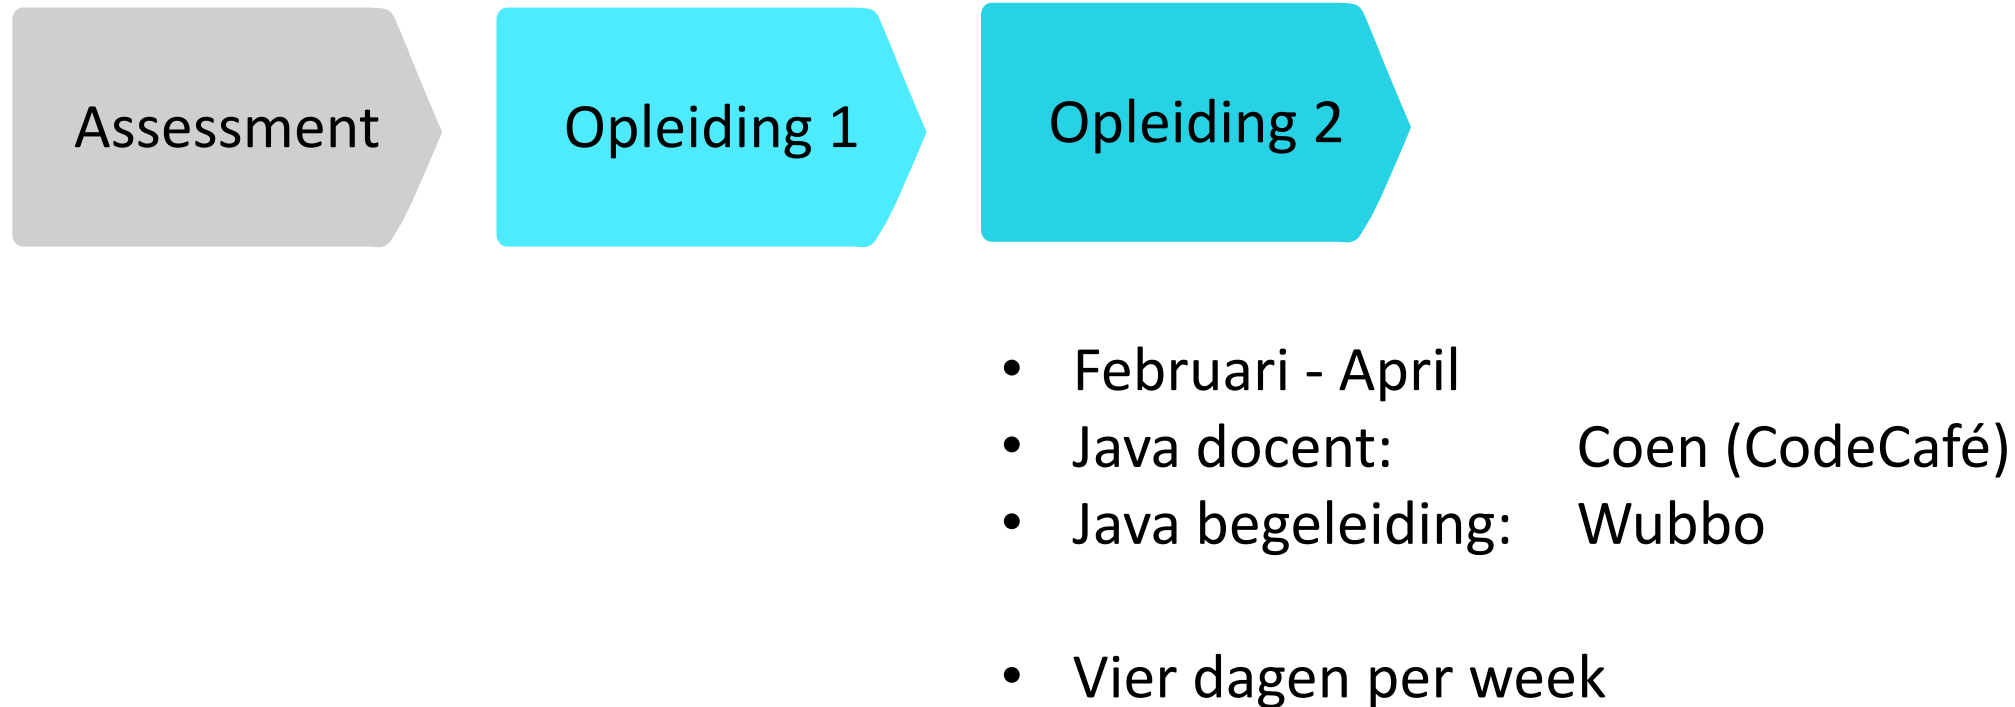 Assessment
Opleiding 1
Opleiding 2
• Februari - April
• Java docent: Coen (CodeCafé)
• Java begeleiding: Wubbo
• Vier dagen per week